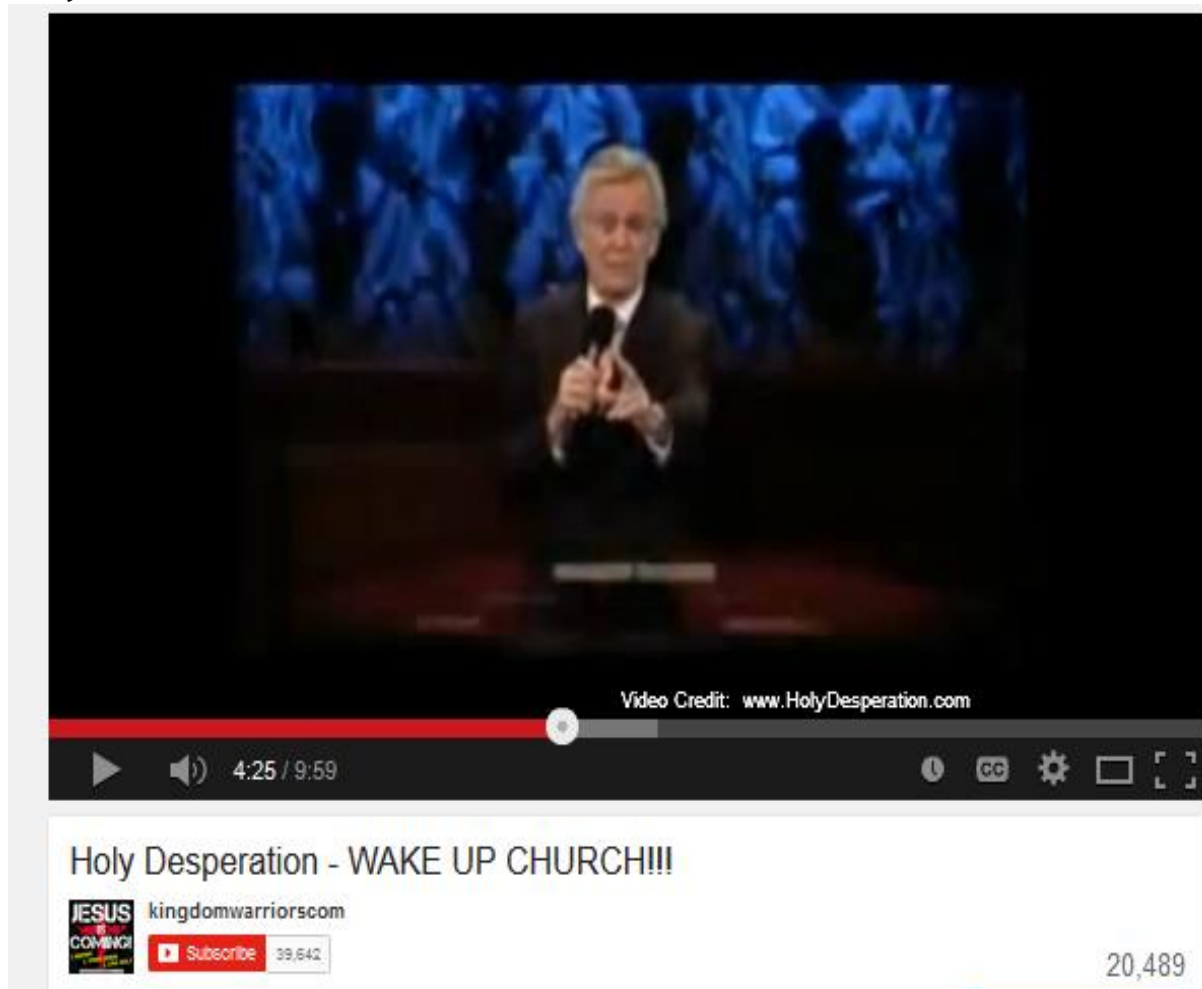 Video Credit: www.HolyDesperation.com
4:25 / 9:59
CC
Holy Desperation - WAKE UP CHURCH!!!
JESUS
IS
COMING!
kingdomwarriorscom
Subscribe 39,642
20,489